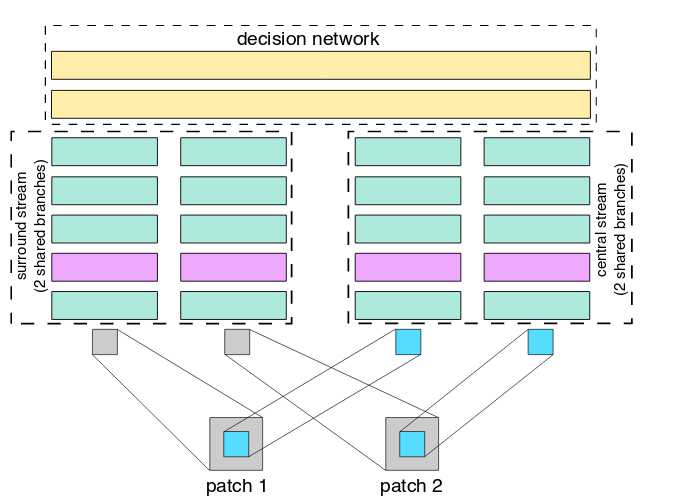 decision network
surround stream
(2 shared branches)
central stream
(2 shared branches)
patch 1
patch 2